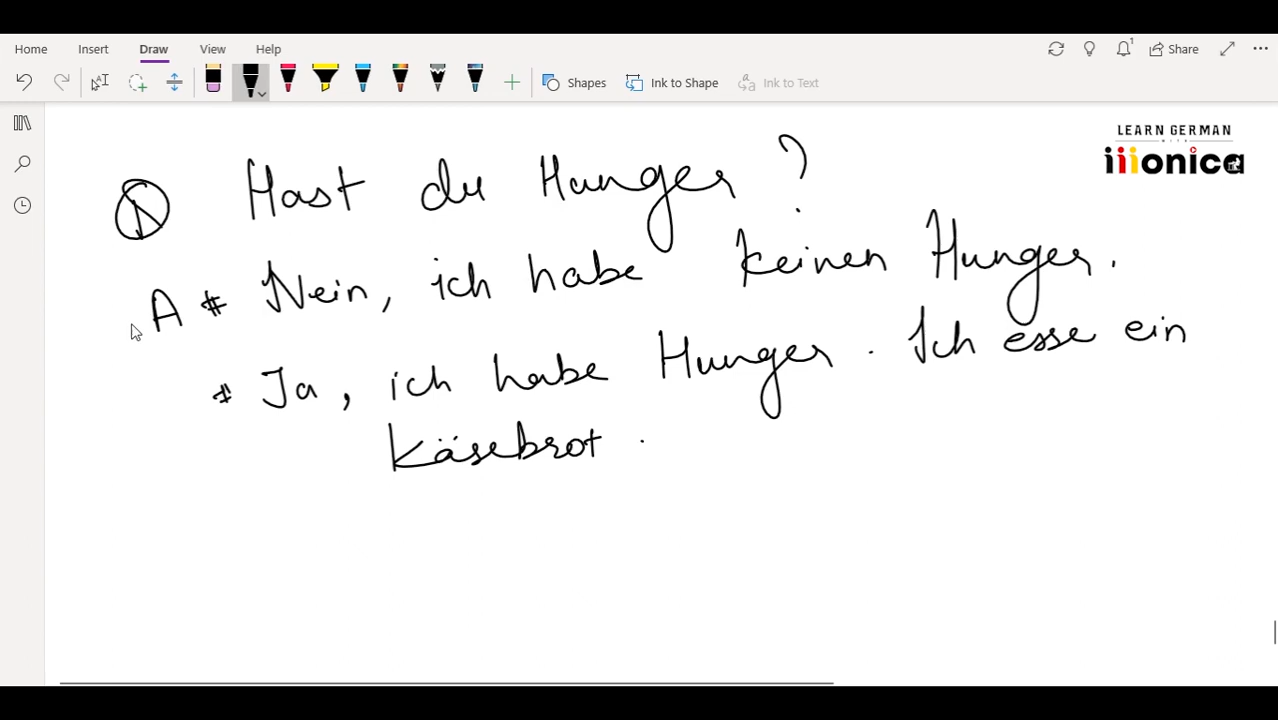 Home Insert Draw View Help
Share
Shapes Ink to Shape Ink to Text
LEARN GERMAN
iiionica
Q Hast du Hunger ?
A * Nein, ich habe keinen Hunger.
* Ja, ich habe Hunger. Ich esse ein
Käsebrot.